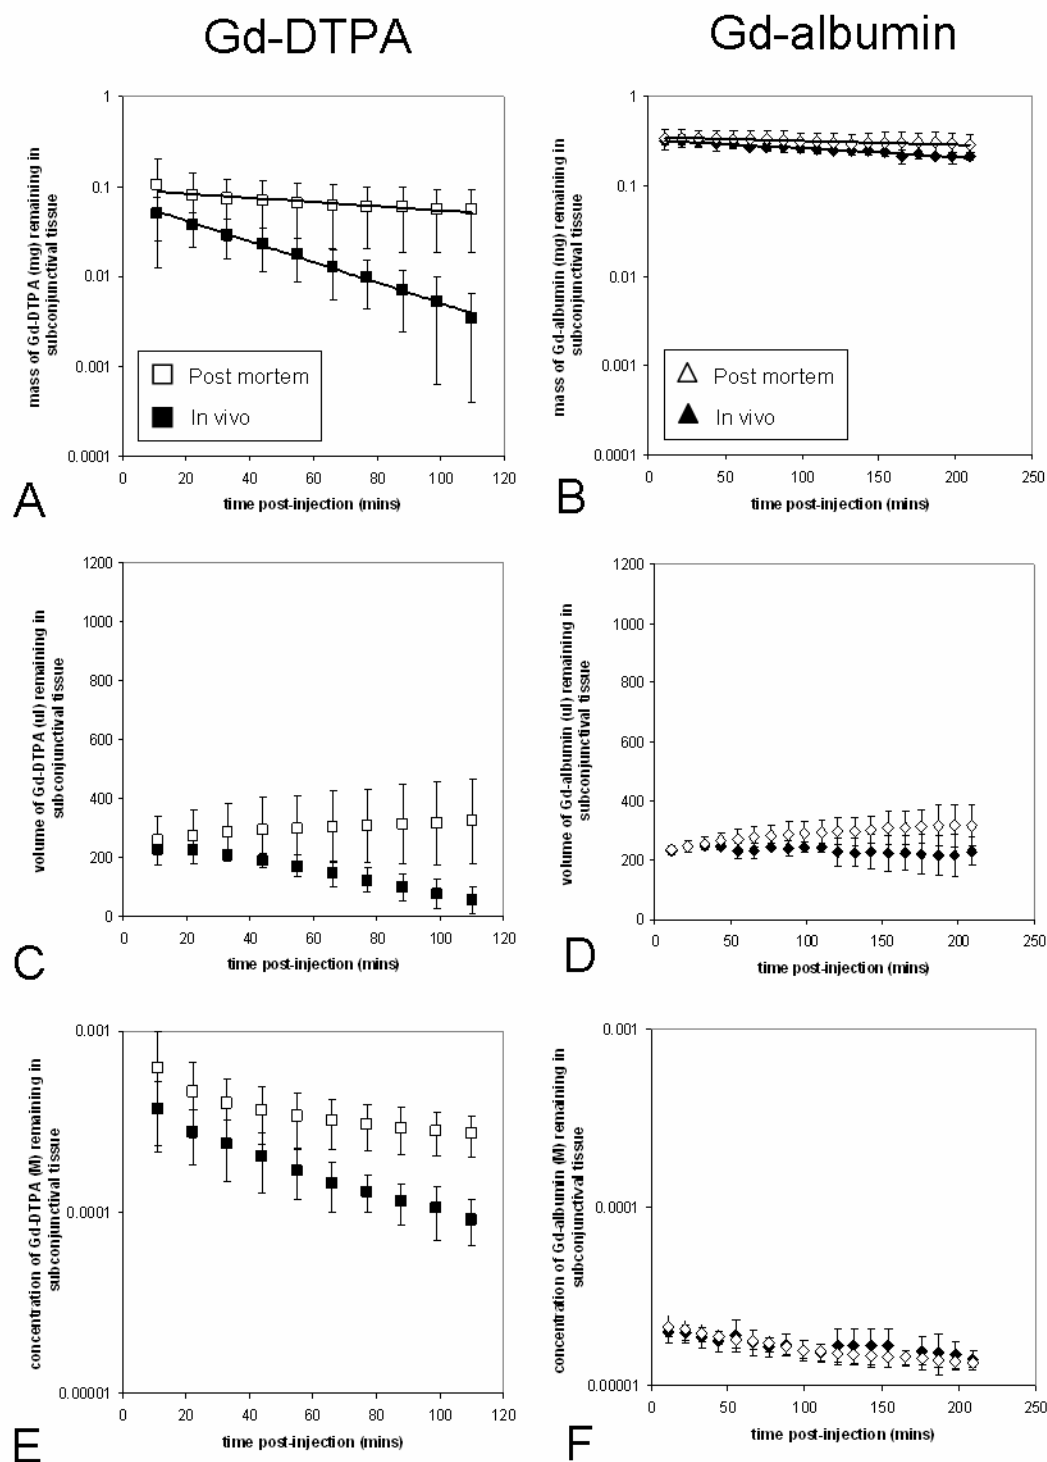 Gd-DTPA
Gd-albumin
1
0.1
0.01
0.001
0.0001
0 20 40 60 80 100 120
mass of Gd-DTPA (mg) remaining in
subconjunctival tissue
time post-injection (mins)
Post mortem
In vivo
A
1
0.1
0.01
0.001
0.0001
0 50 100 150 200 250
mass of Gd-albumin (mg) remaining in
subconjunctival tissue
time post-injection (mins)
Post mortem
In vivo
B
1200
1000
800
600
400
200
0
0 20 40 60 80 100 120
volume of Gd-DTPA (ul) remaining in
subconjunctival tissue
time post-injection (mins)
C
1200
1000
800
600
400
200
0
0 50 100 150 200 250
volume of Gd-albumin (ul) remaining in
subconjunctival tissue
time post-injection (mins)
D
0.001
0.0001
0.00001
0 20 40 60 80 100 120
concentration of Gd-DTPA (M) remaining in
subconjunctival tissue
time post-injection (mins)
E
0.001
0.0001
0.00001
0 50 100 150 200 250
concentration of Gd-albumin (M) remaining in
subconjunctival tissue
time post-injection (mins)
F